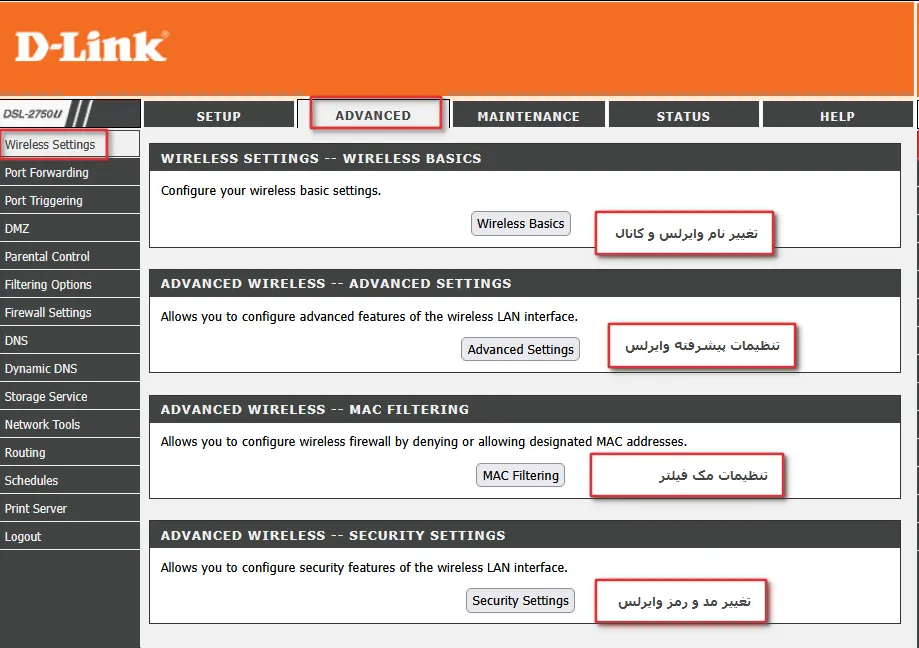 D-Link®
DSL-2750U
SETUP
ADVANCED
MAINTENANCE
STATUS
HELP
Wireless Settings
Port Forwarding
Port Triggering
DMZ
Parental Control
Filtering Options
Firewall Settings
DNS
Dynamic DNS
Storage Service
Network Tools
Routing
Schedules
Print Server
Logout
WIRELESS SETTINGS -- WIRELESS BASICS
Configure your wireless basic settings.
Wireless Basics
تغییر نام وایرلس و کانال
ADVANCED WIRELESS -- ADVANCED SETTINGS
Allows you to configure advanced features of the wireless LAN interface.
Advanced Settings
تنظیمات پیشرفته وایرلس
ADVANCED WIRELESS -- MAC FILTERING
Allows you to configure wireless firewall by denying or allowing designated MAC addresses.
MAC Filtering
تنظیمات مک فیلتر
ADVANCED WIRELESS -- SECURITY SETTINGS
Allows you to configure security features of the wireless LAN interface.
Security Settings
تغییر مد و رمز وایرلس